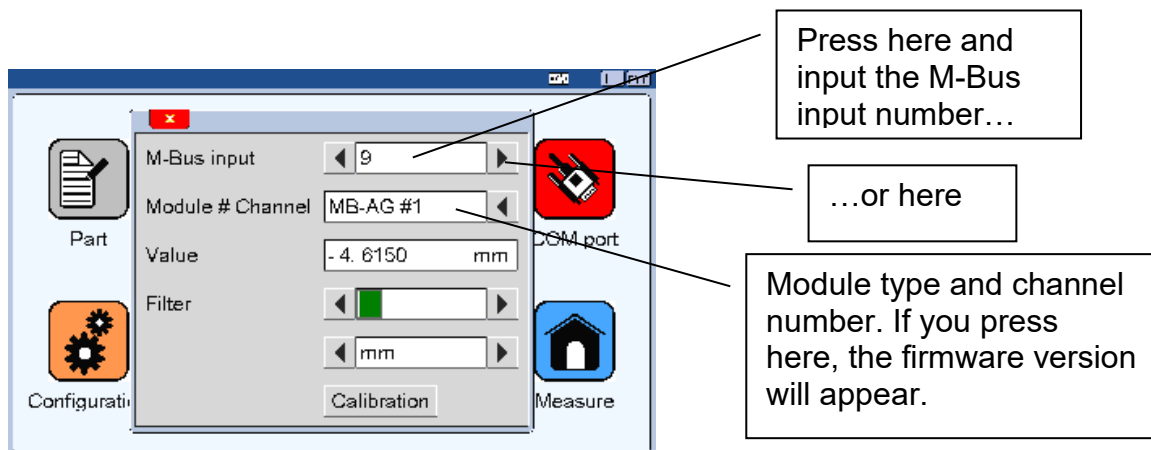 Press here and
input the M-Bus
input number…
…or here
Module type and channel
number. If you press
here, the firmware version
will appear.
x
M-Bus input
9
Module # Channel
MB-AG #1
Value
- 4. 6150 mm
Filter
mm
Calibration
Part
Configurati
COM port
Measure